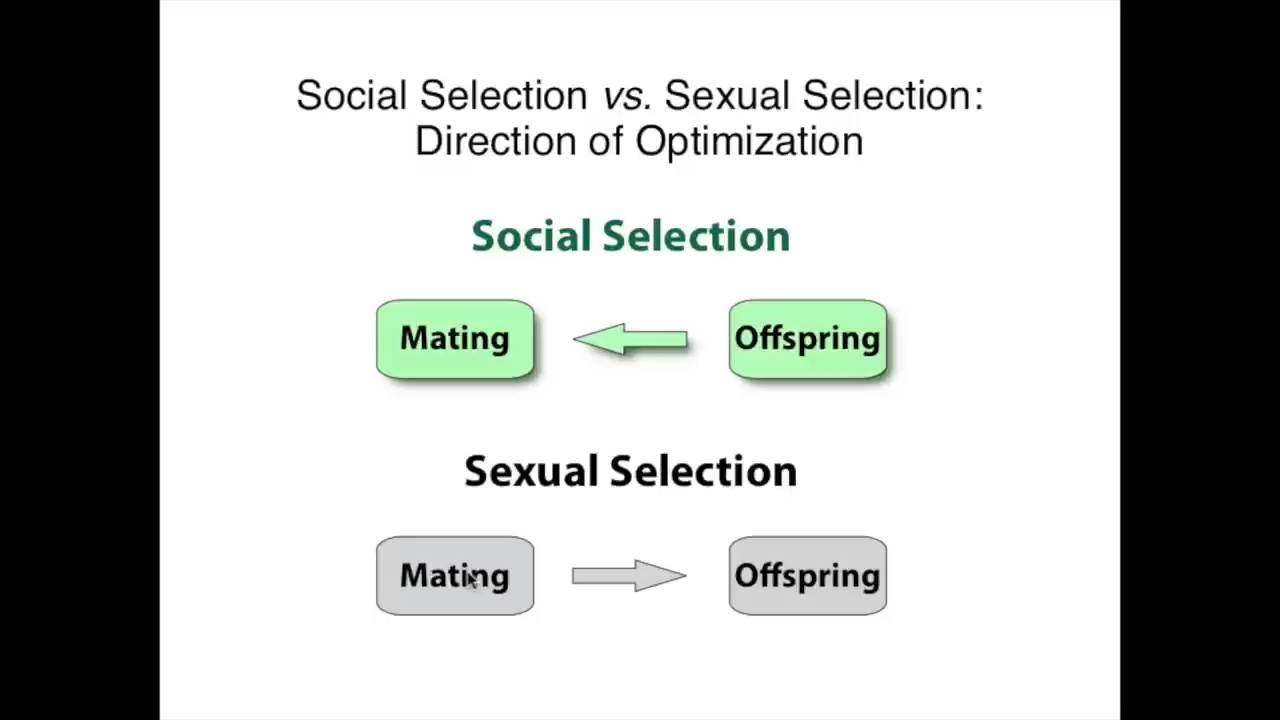 Social Selection vs. Sexual Selection:
Direction of Optimization
Social Selection
Mating
Offspring
Sexual Selection
Mating
Offspring